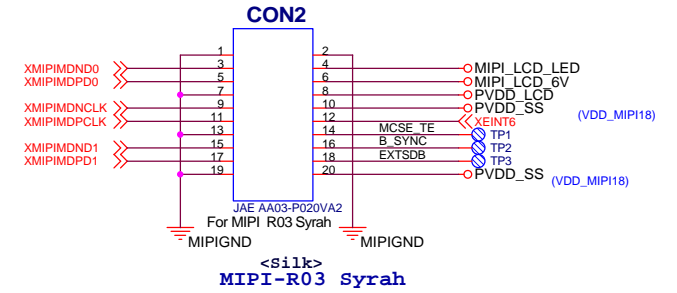 CON2
1 2
XMIPIMDND0 3 4 MIPI_LCD_LED
XMIPIMDPD0 5 6 MIPI_LCD_6V
7 8 PVDD_LCD
XMIPIMDNCLK 9 10 PVDD_SS (VDD_MIPI18)
XMIPIMDPCLK 11 12 XEINT6
13 14 MCSE_TE TP1
XMIPIMDND1 15 16 B_SYNC TP2
XMIPIMDPD1 17 18 EXTSDB TP3
19 20 PVDD_SS (VDD_MIPI18)
JAE AA03-P020VA2
For MIPI R03 Syrah
MIPIGND MIPIGND
<Silk>
MIPI-R03 Syrah